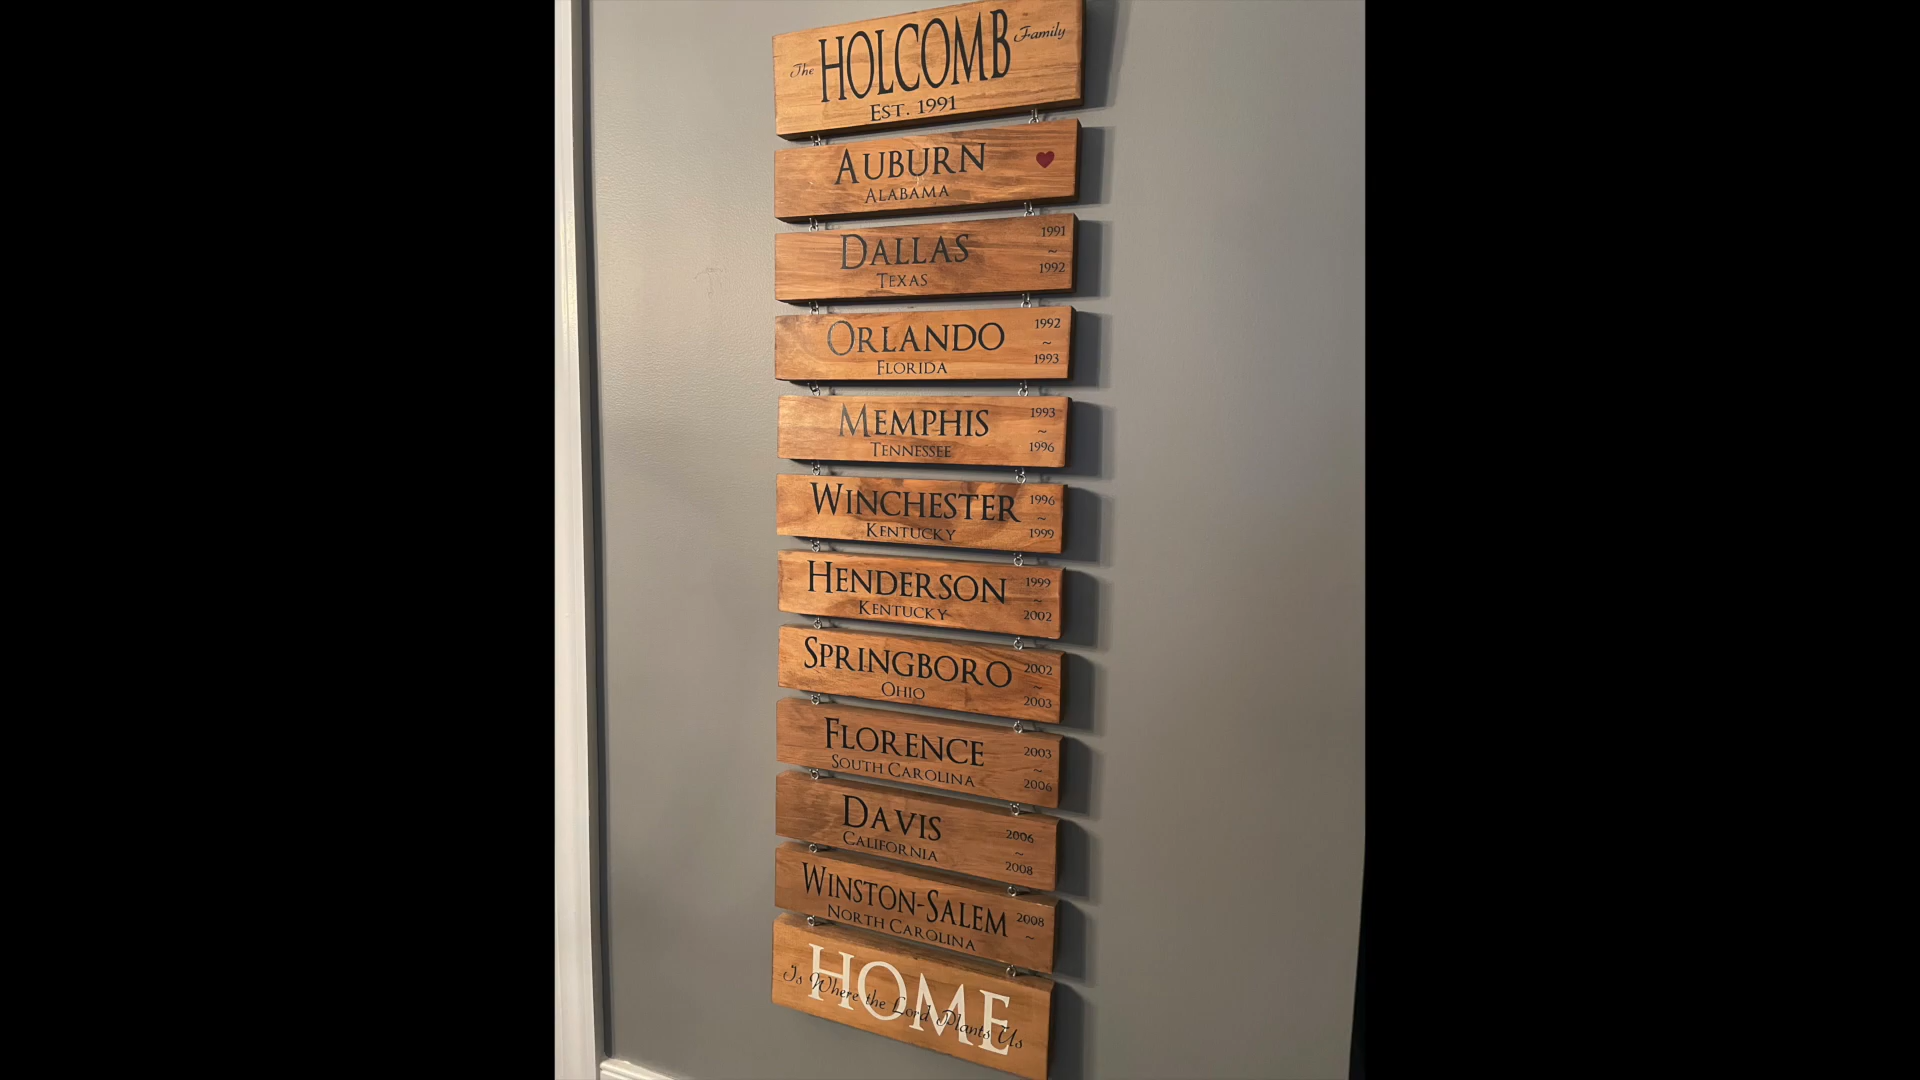 The HOLCOMB Family
EST. 1991
AUBURN ♥
ALABAMA
DALLAS 1991
~
TEXAS 1992
ORLANDO 1992
~
FLORIDA 1993
MEMPHIS 1993
~
TENNESSEE 1996
WINCHESTER 1996
~
KENTUCKY 1999
HENDERSON 1999
~
KENTUCKY 2002
SPRINGBORO 2002
~
OHIO 2003
FLORENCE 2003
~
SOUTH CAROLINA 2006
DAVIS 2006
~
CALIFORNIA 2008
WINSTON-SALEM 2008
NORTH CAROLINA ~
HOME
Is Where the Lord Plants Us